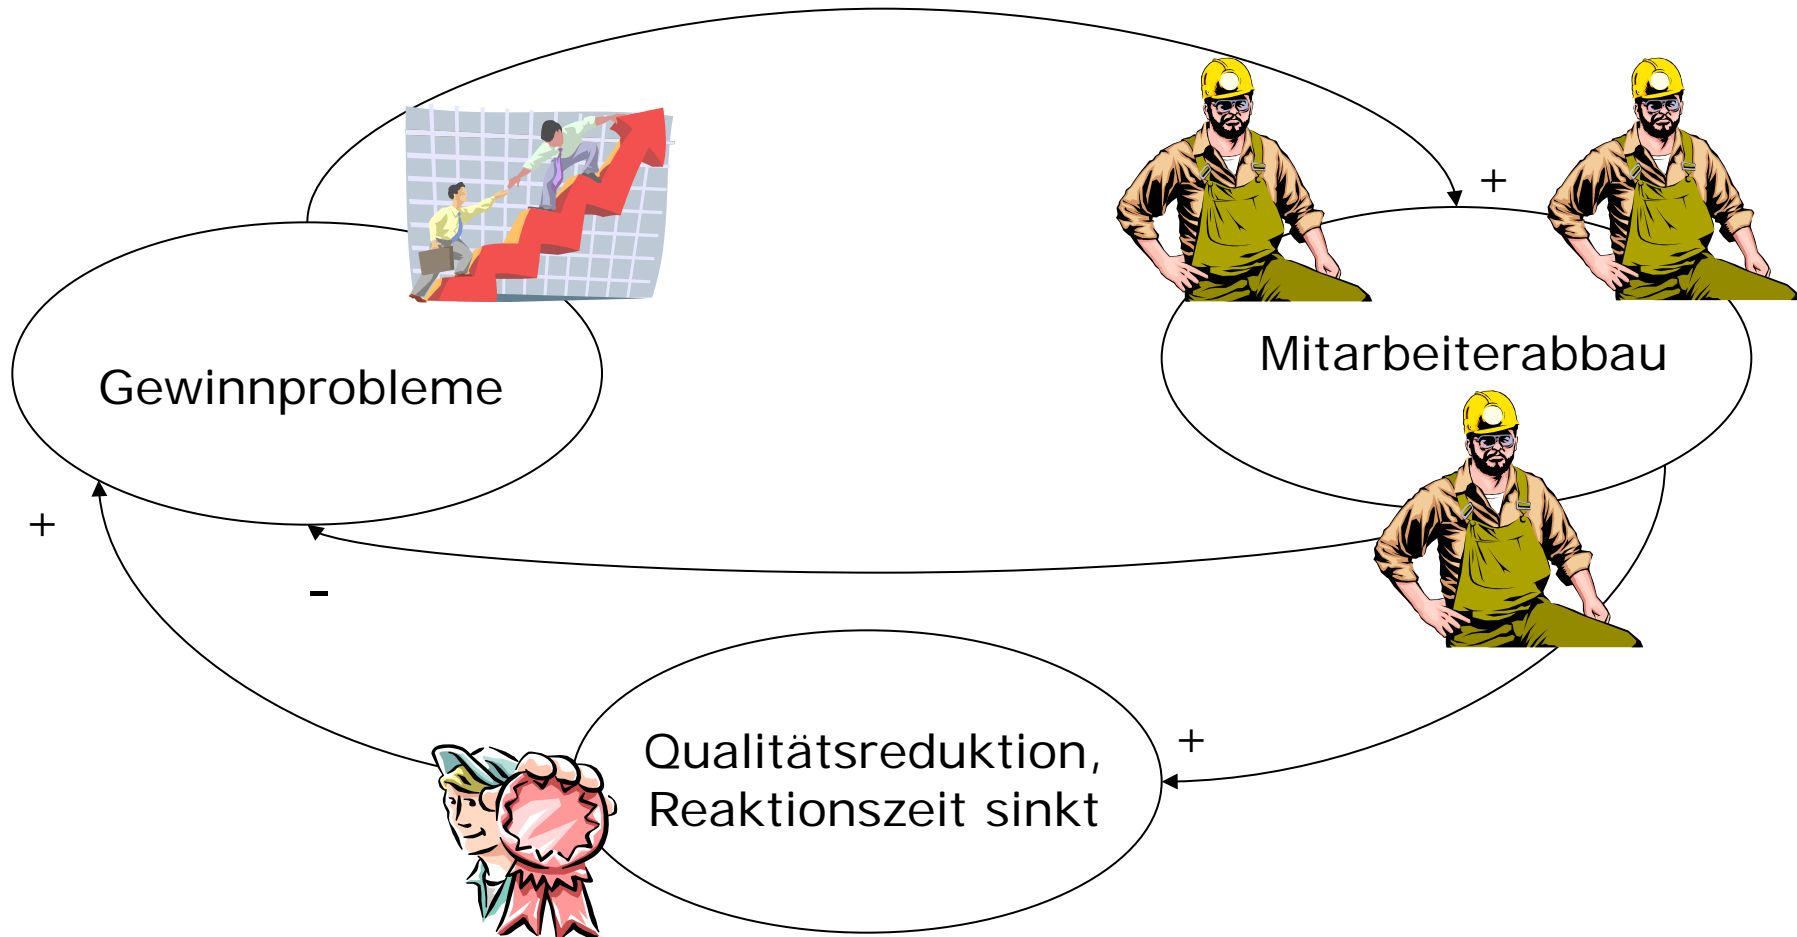 +
Gewinnprobleme
Mitarbeiterabbau
+
-
+
Qualitätsreduktion,
Reaktionszeit sinkt